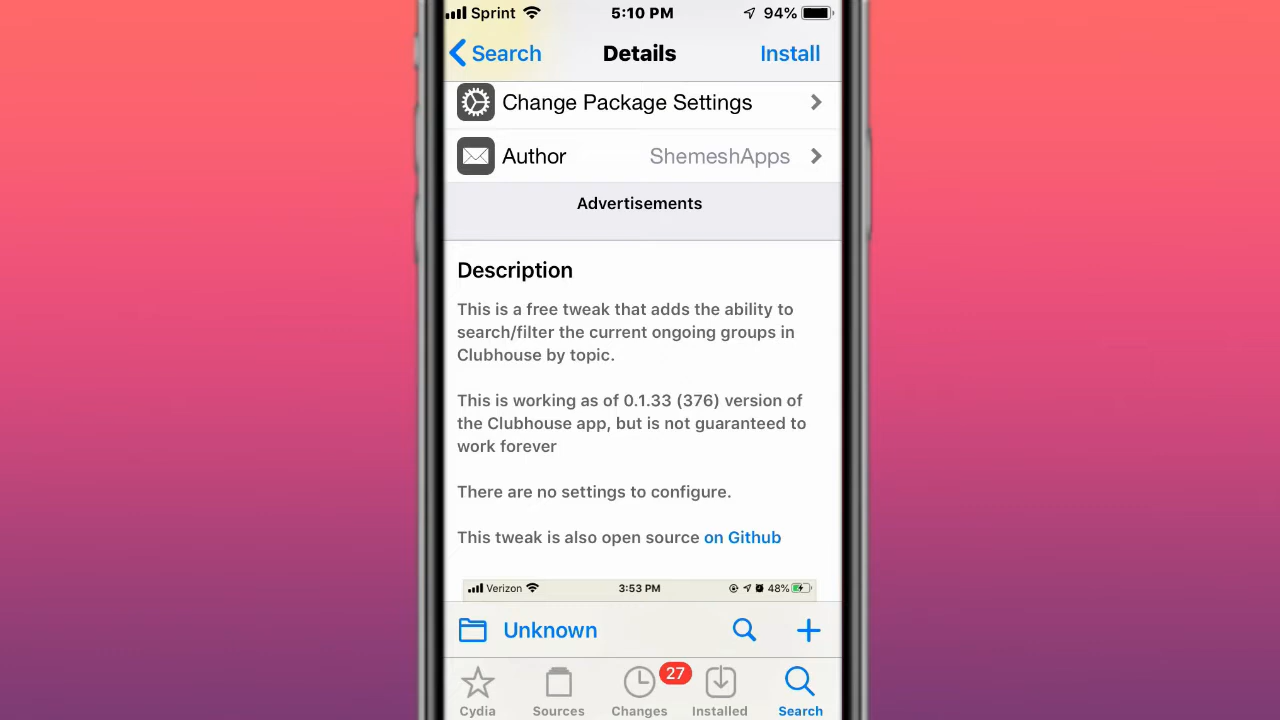 Sprint 5:10 PM 94%
Search Details Install
Change Package Settings
Author ShemeshApps
Advertisements
Description
This is a free tweak that adds the ability to
search/filter the current ongoing groups in
Clubhouse by topic.
This is working as of 0.1.33 (376) version of
the Clubhouse app, but is not guaranteed to
work forever
There are no settings to configure.
This tweak is also open source on Github
Verizon 3:53 PM 48%
Unknown
27
Cydia Sources Changes Installed Search